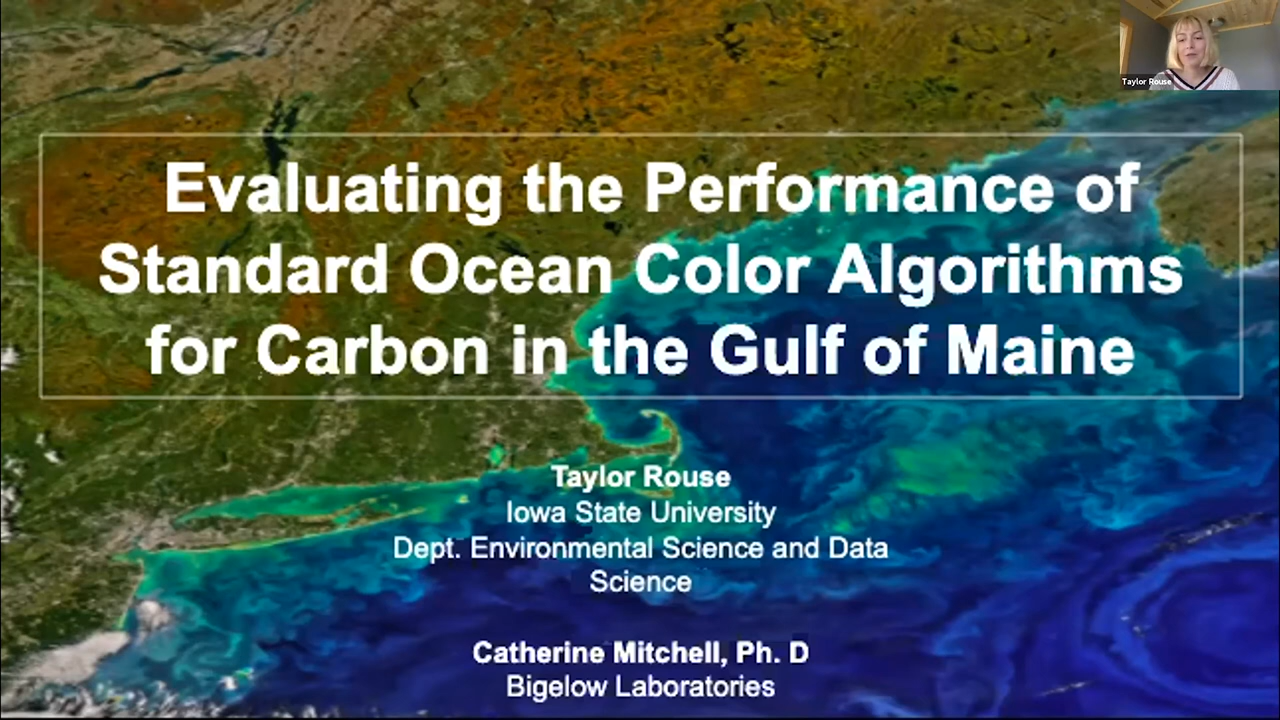 Taylor Rouse
Evaluating the Performance of
Standard Ocean Color Algorithms
for Carbon in the Gulf of Maine
Taylor Rouse
Iowa State University
Dept. Environmental Science and Data
Science
Catherine Mitchell, Ph. D
Bigelow Laboratories